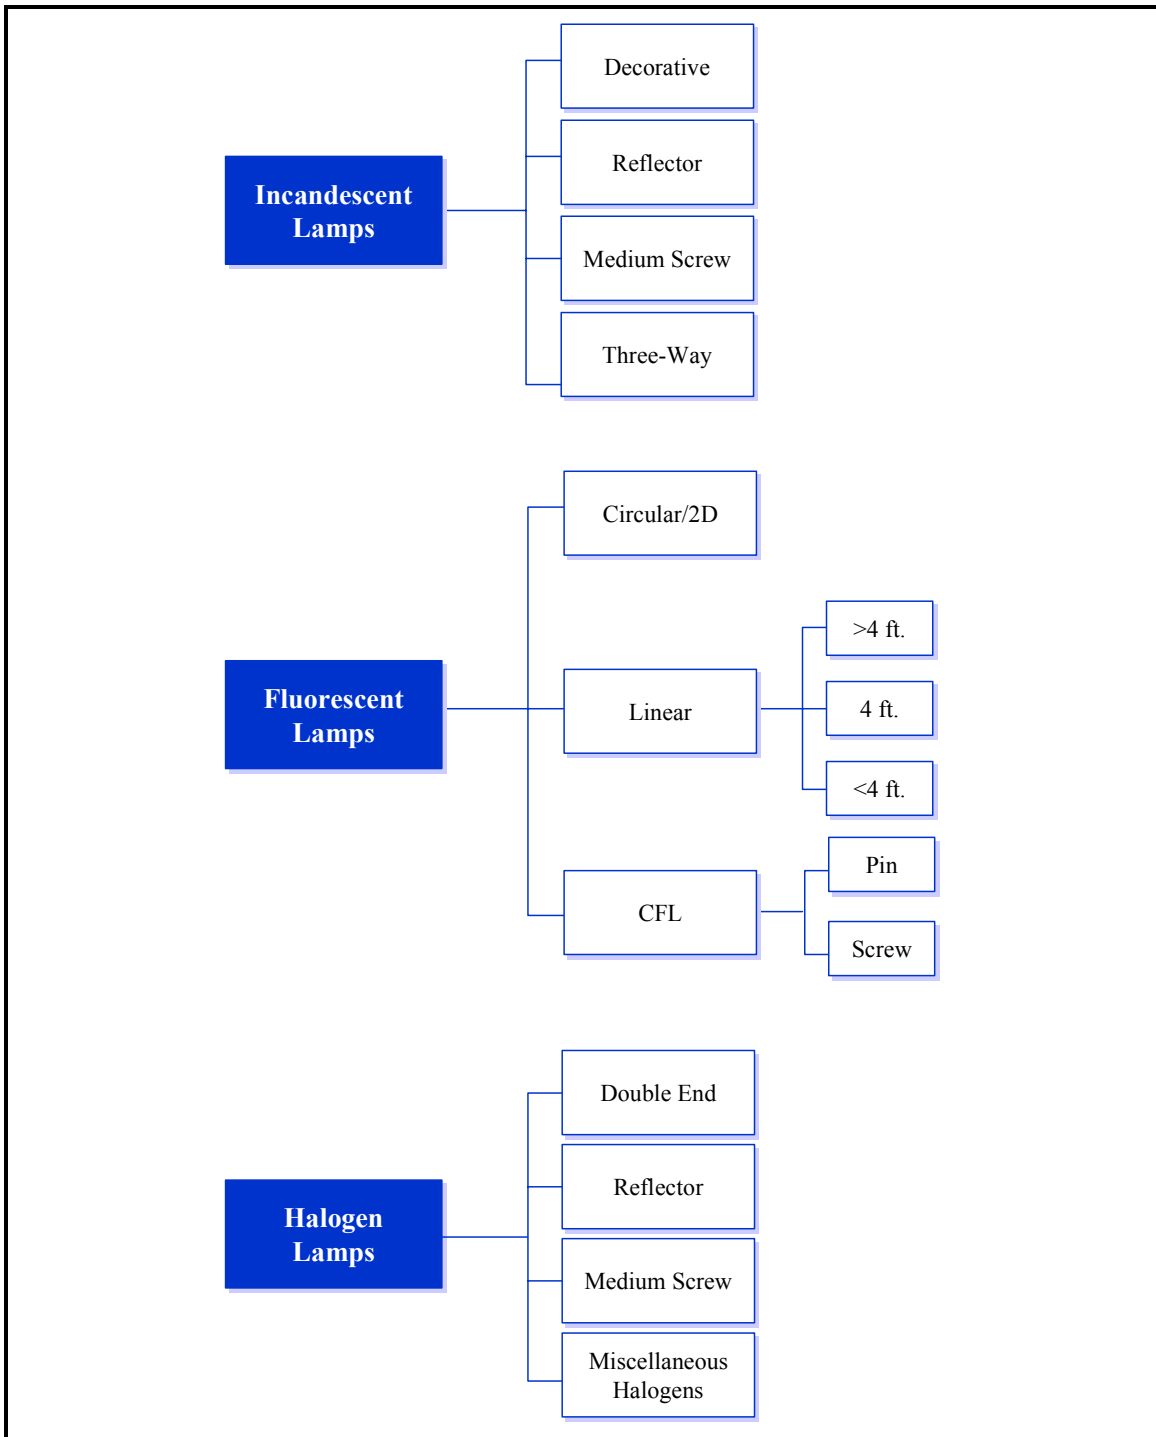 Decorative
Reflector
Incandescent
Lamps
Medium Screw
Three-Way
Circular/2D
>4 ft.
Fluorescent
Lamps
Linear
4 ft.
<4 ft.
Pin
CFL
Screw
Double End
Reflector
Halogen
Lamps
Medium Screw
Miscellaneous
Halogens